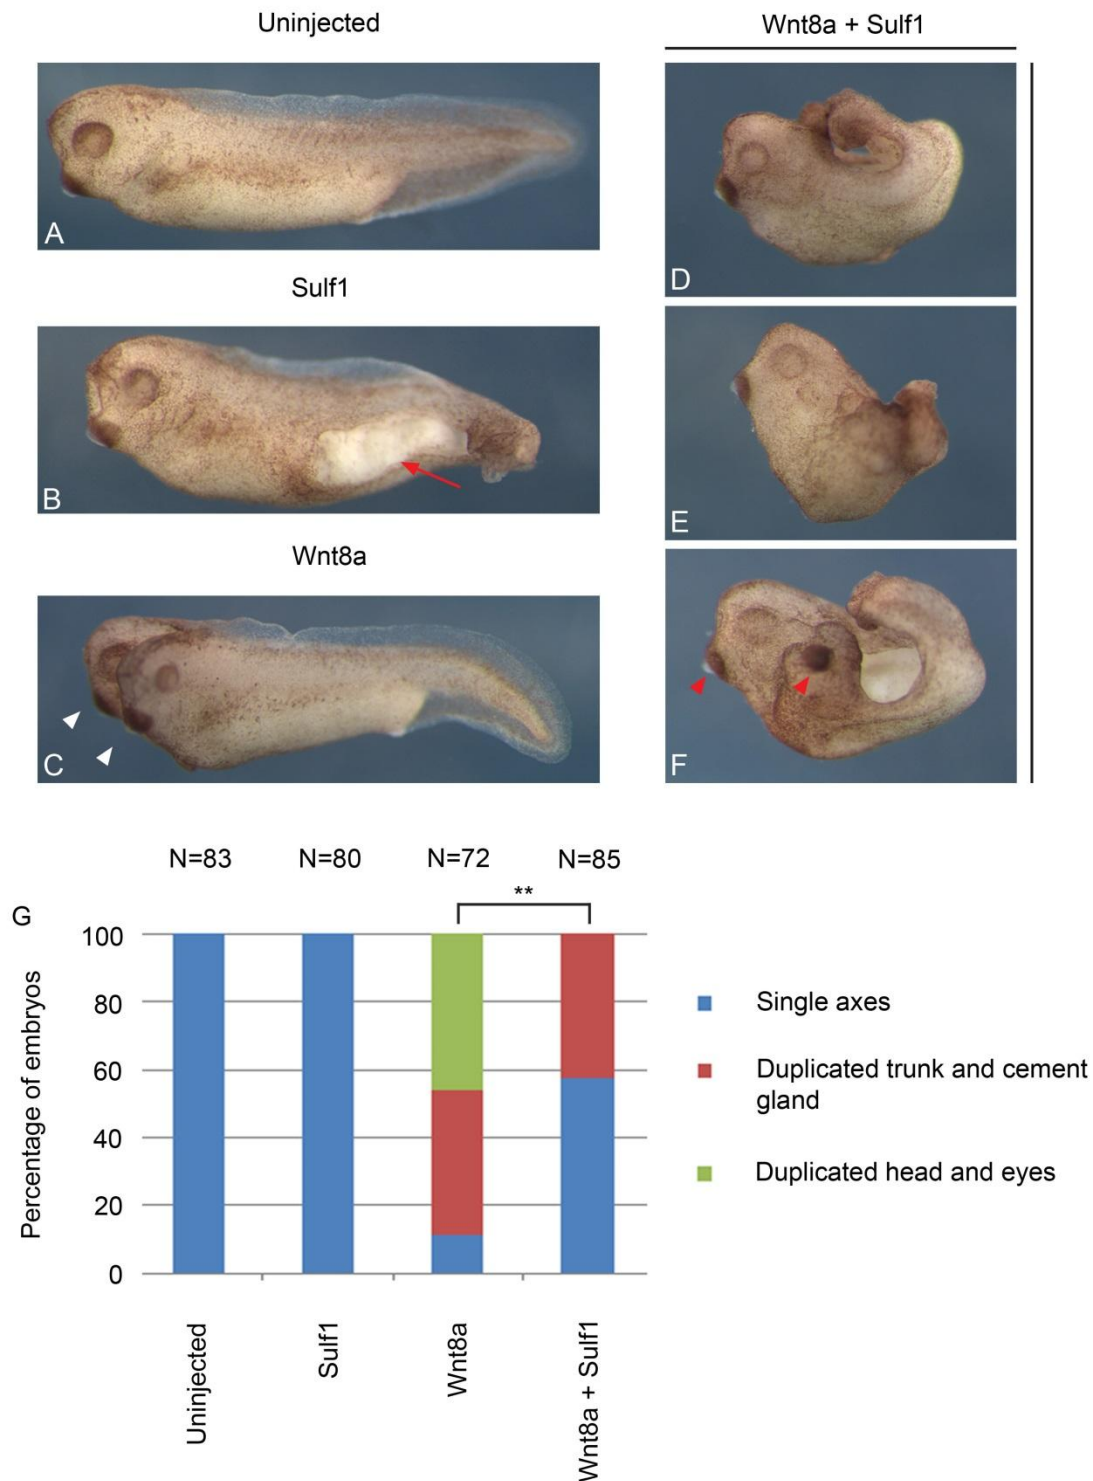 Uninjected
Wnt8a + Sulf1
A
Sulf1
B
Wnt8a
C
D
E
F
N=83
N=80
N=72
N=85
**
G
Percentage of embryos
100
80
60
40
20
0
Uninjected
Sulf1
Wnt8a
Wnt8a + Sulf1
Single axes
Duplicated trunk and cement
gland
Duplicated head and eyes